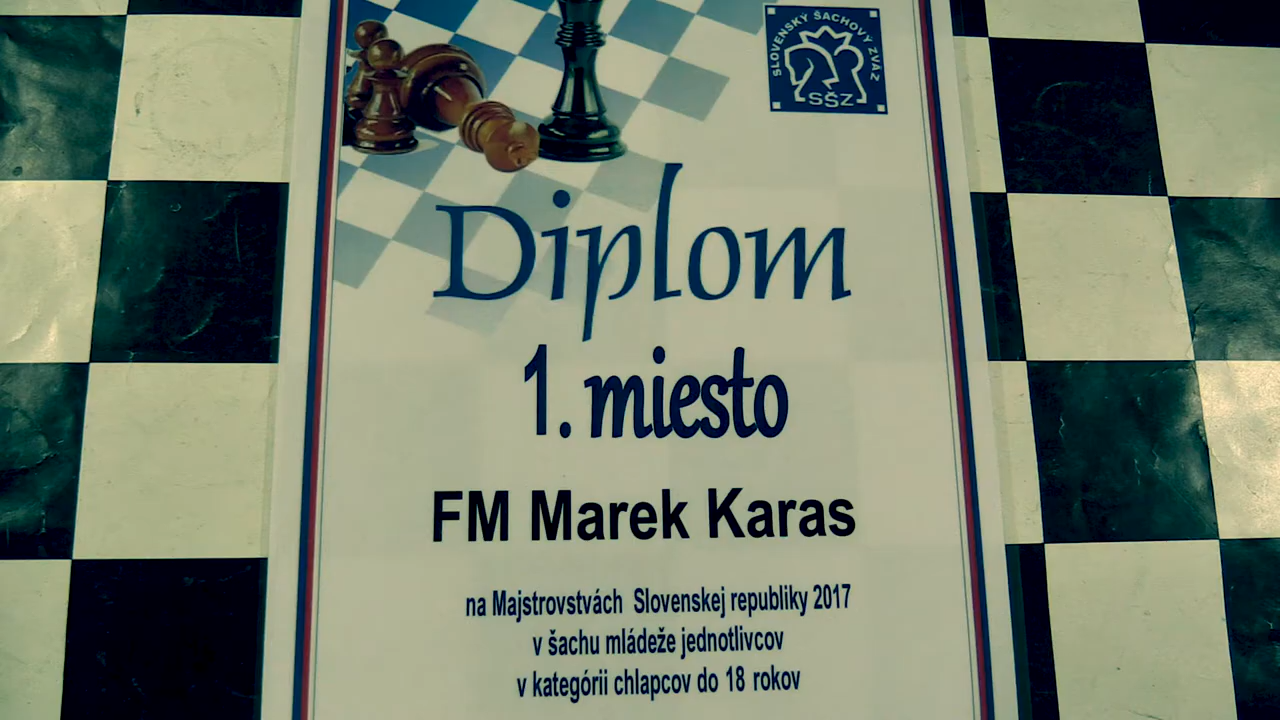 SLOVENSKÝ ŠACHOVÝ ZVÄZ
SŠZ
Diplom
1. miesto
FM Marek Karas
na Majstrovstvách Slovenskej republiky 2017
v šachu mládeže jednotlivcov
v kategórii chlapcov do 18 rokov